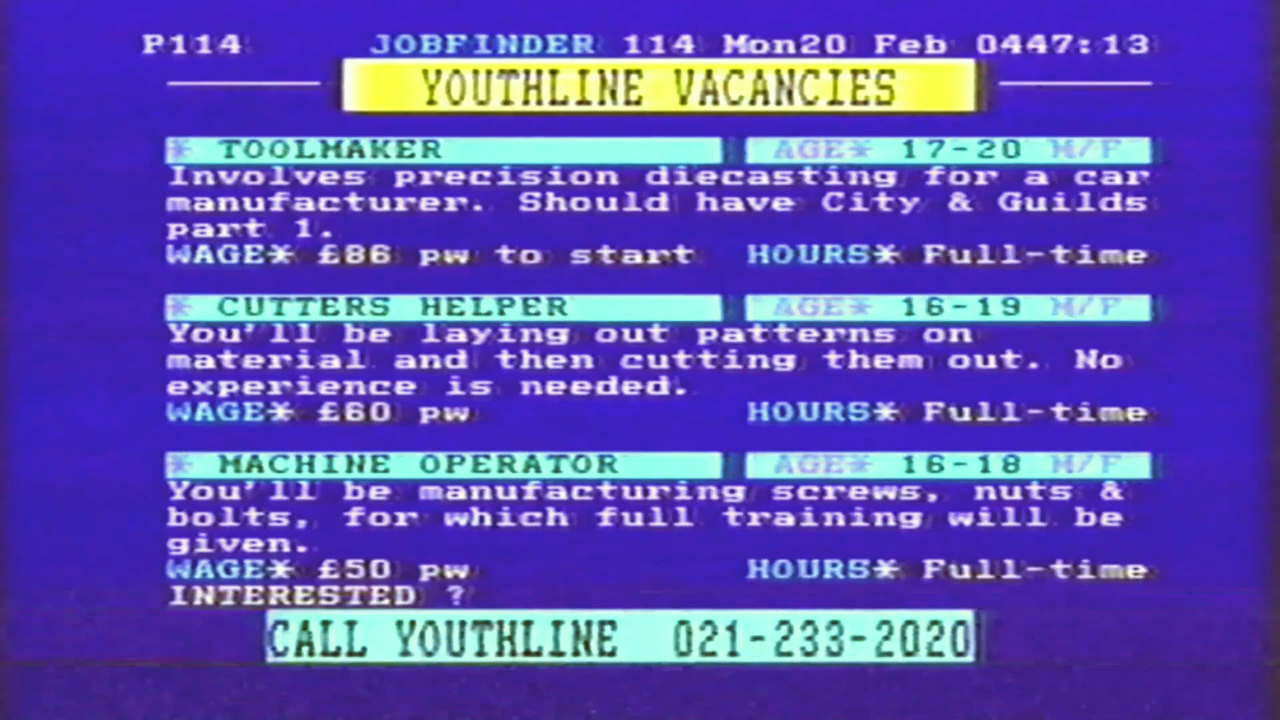 P114 JOBFINDER 114 Mon20 Feb 0447:13
YOUTHLINE VACANCIES
* TOOLMAKER AGE* 17-20 M/F
Involves precision diecasting for a car
manufacturer. Should have City & Guilds
part 1.
WAGE* £86 pw to start HOURS* Full-time
* CUTTERS HELPER AGE* 16-19 M/F
You'll be laying out patterns on
material and then cutting them out. No
experience is needed.
WAGE* £60 pw HOURS* Full-time
* MACHINE OPERATOR AGE* 16-18 M/F
You'll be manufacturing screws, nuts &
bolts, for which full training will be
given.
WAGE* £50 pw HOURS* Full-time
INTERESTED ?
CALL YOUTHLINE 021-233-2020